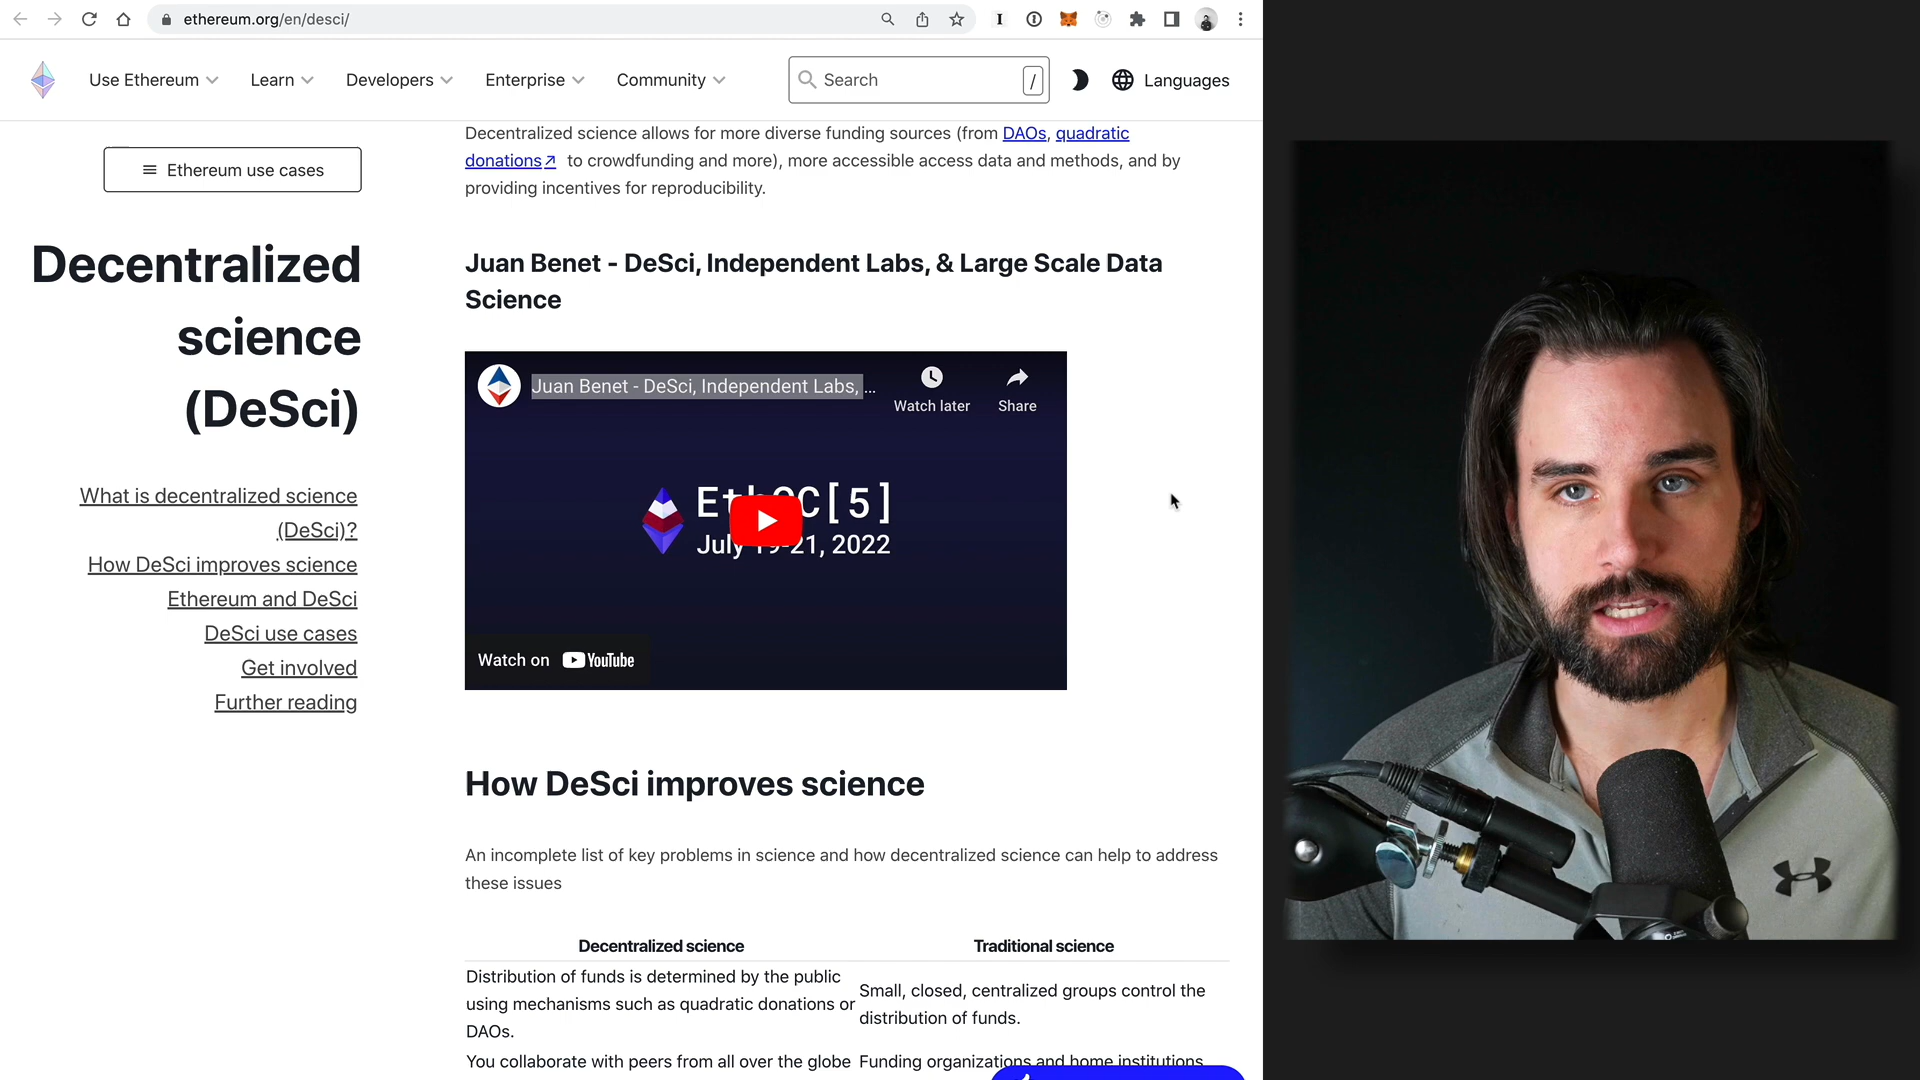 ethereum.org/en/desci/
Use Ethereum
Learn
Developers
Enterprise
Community
Search
/
Languages
Ethereum use cases
Decentralized
science
(DeSci)
What is decentralized science
(DeSci)?
How DeSci improves science
Ethereum and DeSci
DeSci use cases
Get involved
Further reading
Decentralized science allows for more diverse funding sources (from DAOs, quadratic
donations to crowdfunding and more), more accessible access data and methods, and by
providing incentives for reproducibility.
Juan Benet - DeSci, Independent Labs, & Large Scale Data
Science
Juan Benet - DeSci, Independent Labs, ...
Watch later
Share
[5]
July 19-21, 2022
Watch on YouTube
How DeSci improves science
An incomplete list of key problems in science and how decentralized science can help to address
these issues
Decentralized science
Traditional science
Distribution of funds is determined by the public
using mechanisms such as quadratic donations or
DAOs.
Small, closed, centralized groups control the
distribution of funds.
You collaborate with peers from all over the globe
Funding organizations and home institutions